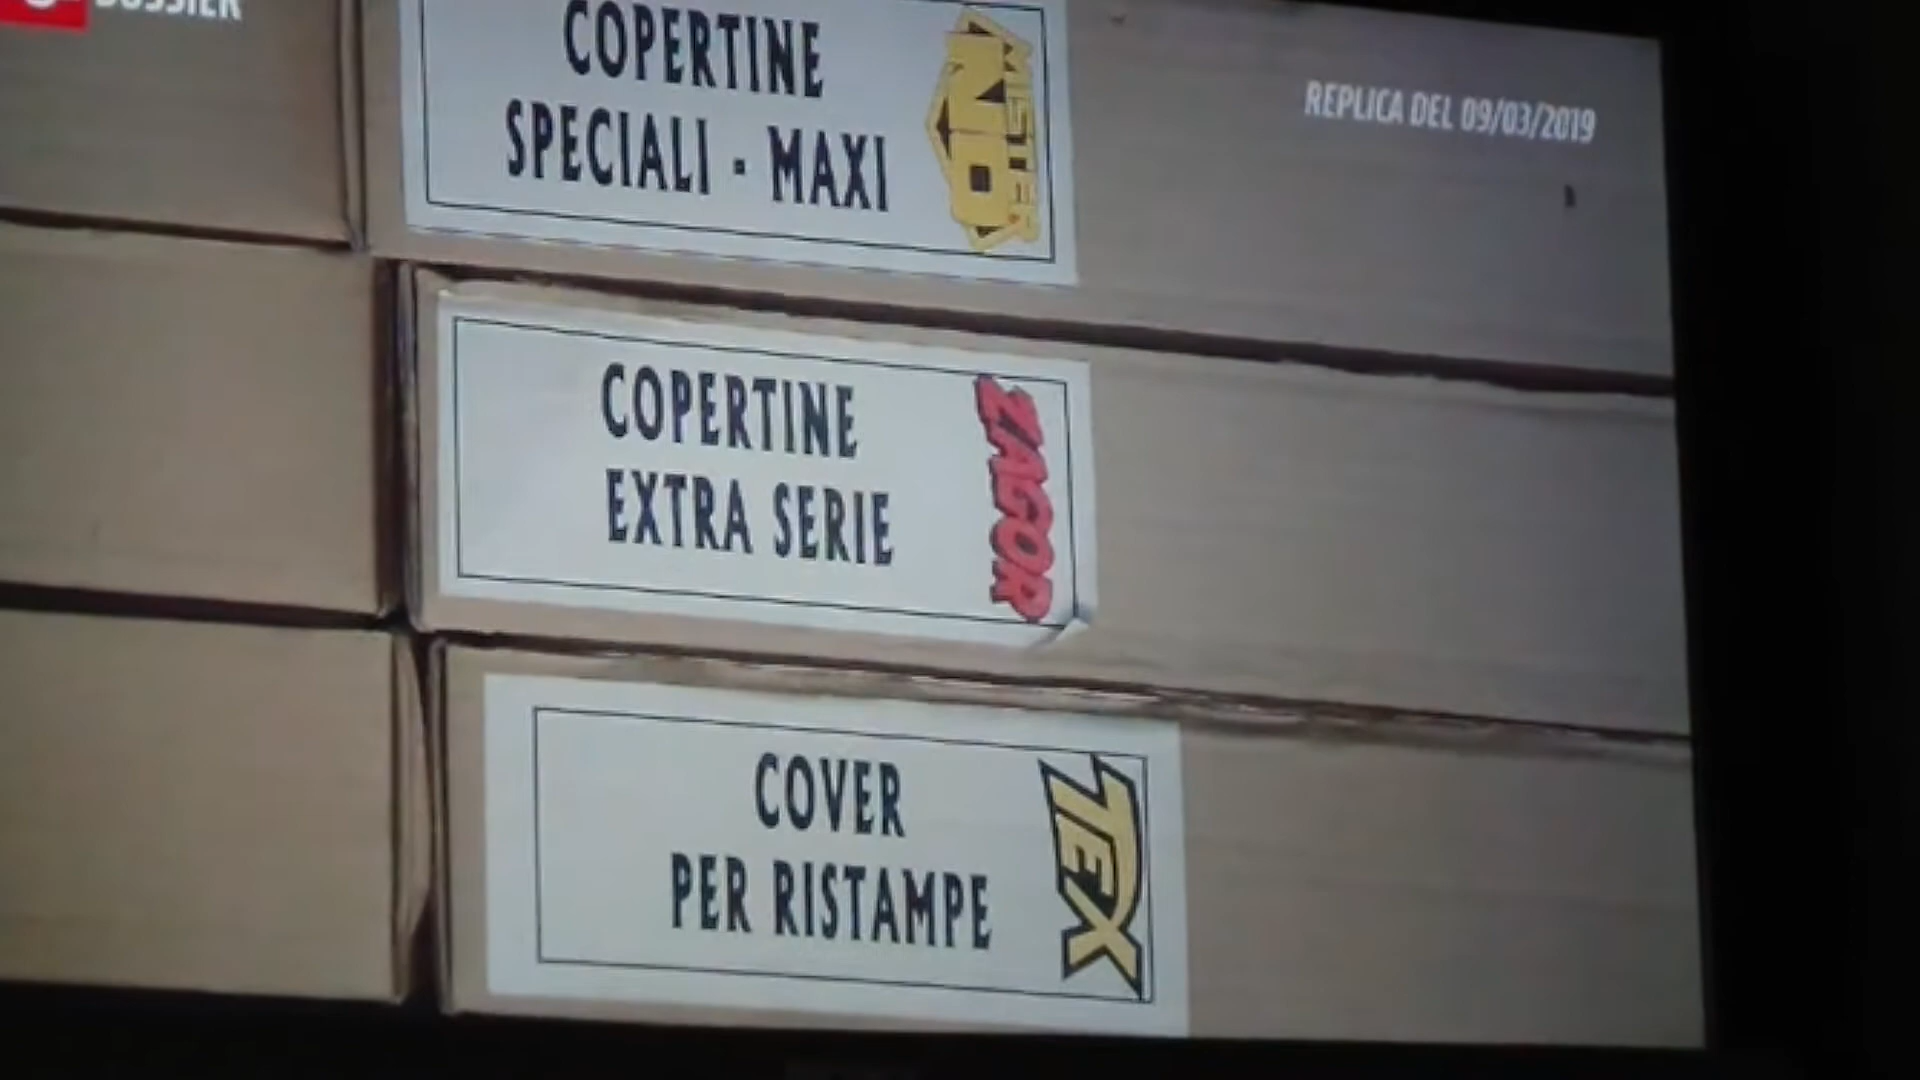 DOSSIER
REPLICA DEL 09/03/2019
COPERTINE
SPECIALI - MAXI
MISTER
NO
COPERTINE
EXTRA SERIE
ZAGOR
COVER
PER RISTAMPE
TEX